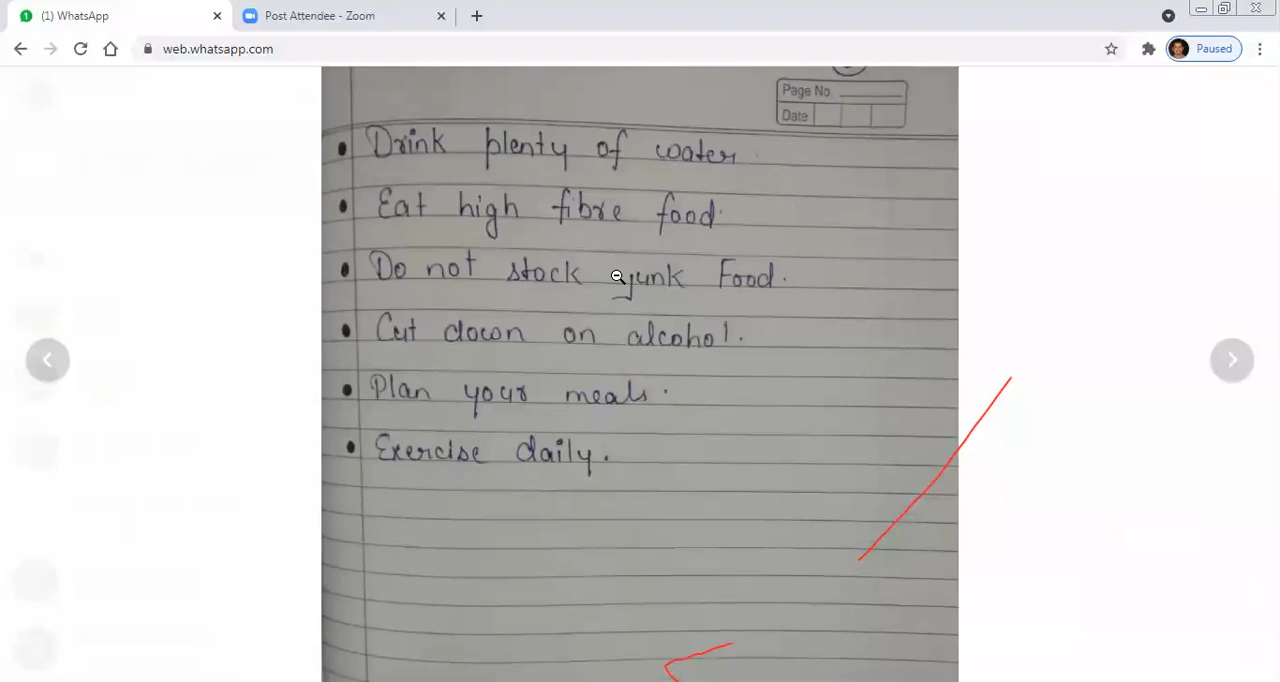 (1) WhatsApp
Post Attendee - Zoom
web.whatsapp.com
Paused
Page No.
Date
Drink plenty of water
Eat high fibre food.
Do not stock junk Food.
Cut down on alcohol.
Plan your meals.
Exercise daily.